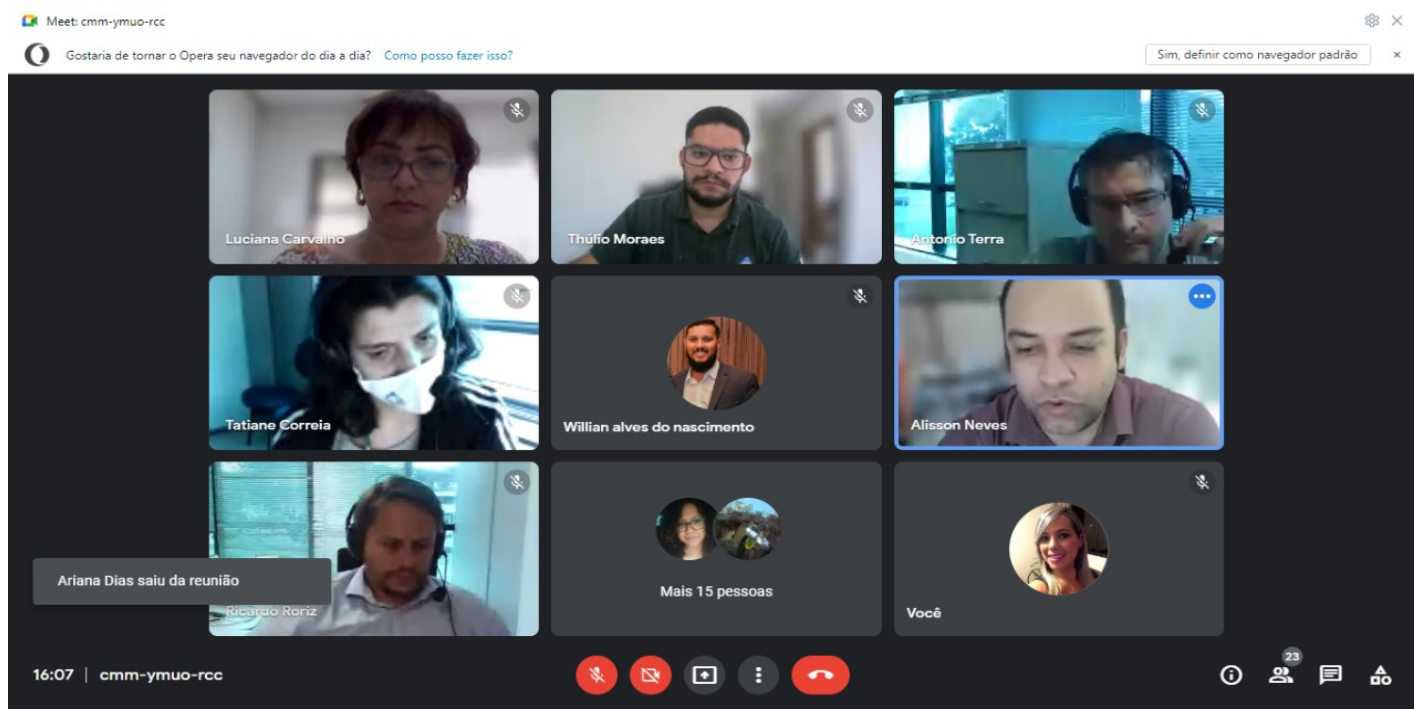 Meet: cmm-ymuo-rcc
Gostaria de tornar o Opera seu navegador do dia a dia? Como posso fazer isso?
Sim, definir como navegador padrão
Luciana Carvalho
Thúlio Moraes
Antonio Terra
Tatiane Correia
Willian alves do nascimento
Alisson Neves
Ariana Dias saiu da reunião
Ricardo Roriz
Mais 15 pessoas
Você
16:07 | cmm-ymuo-rcc
23